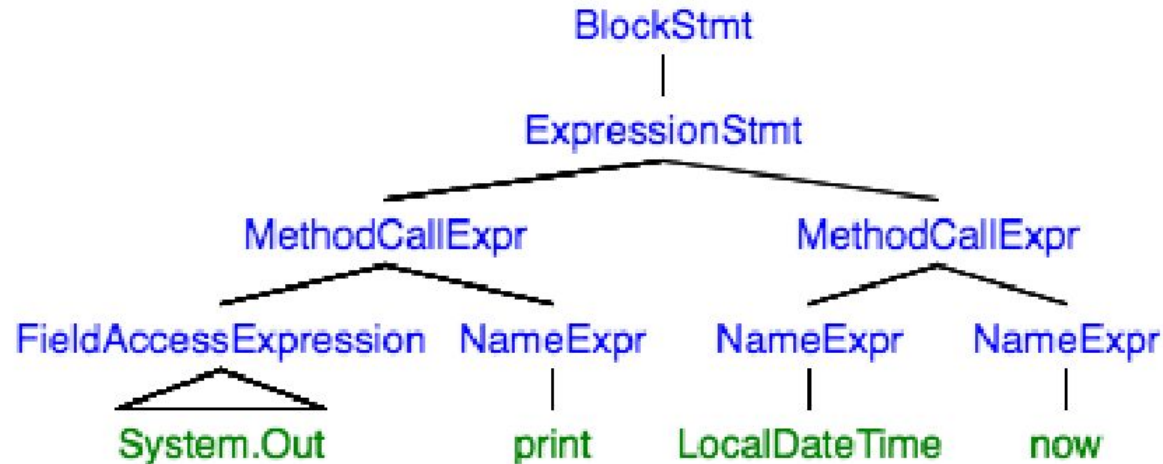 BlockStmt
ExpressionStmt
MethodCallExpr MethodCallExpr
FieldAccessExpression NameExpr NameExpr NameExpr
System.Out print LocalDateTime now